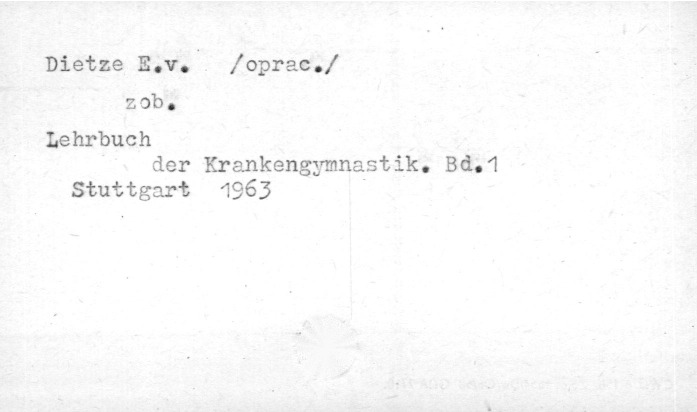 Dietze E.v. /oprac./
zob.
Lehrbuch
der Krankengymnastik. Bd.1
Stuttgart 1963